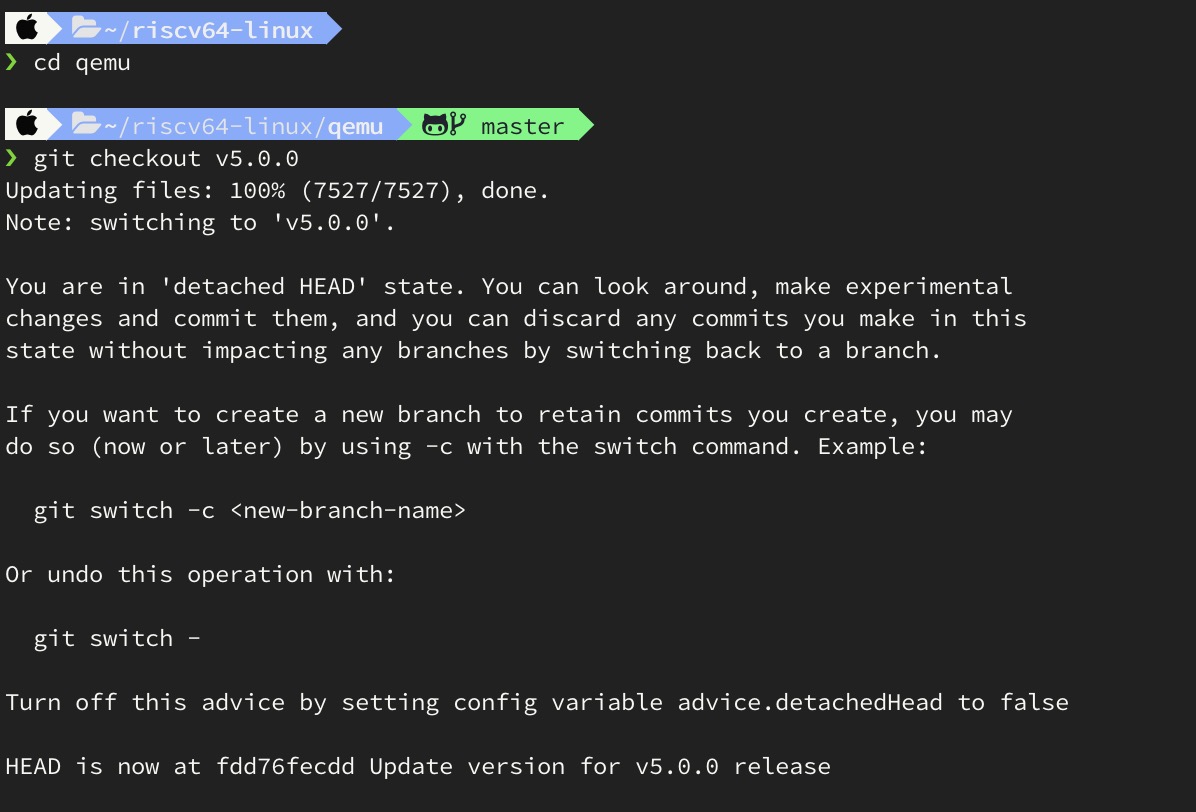 ~/riscv64-linux
❯ cd qemu
~/riscv64-linux/qemu master
❯ git checkout v5.0.0
Updating files: 100% (7527/7527), done.
Note: switching to 'v5.0.0'.
You are in 'detached HEAD' state. You can look around, make experimental
changes and commit them, and you can discard any commits you make in this
state without impacting any branches by switching back to a branch.
If you want to create a new branch to retain commits you create, you may
do so (now or later) by using -c with the switch command. Example:
git switch -c <new-branch-name>
Or undo this operation with:
git switch -
Turn off this advice by setting config variable advice.detachedHead to false
HEAD is now at fdd76fecdd Update version for v5.0.0 release